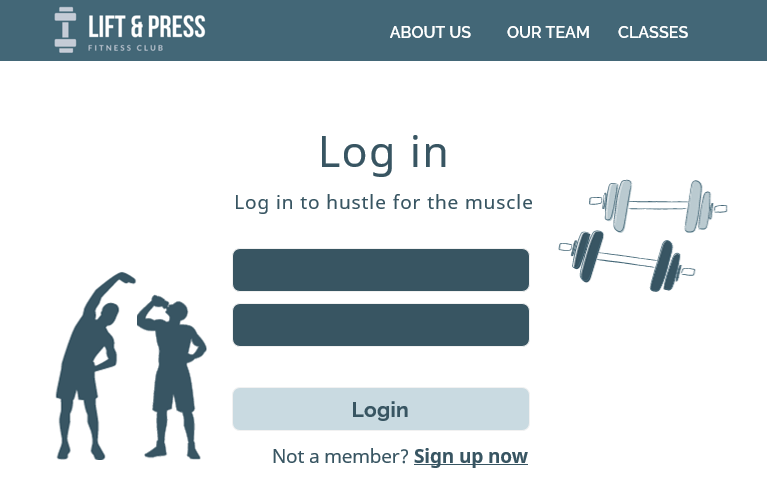 LIFT & PRESS
FITNESS CLUB
ABOUT US OUR TEAM CLASSES
Log in
Log in to hustle for the muscle
Login
Not a member? Sign up now